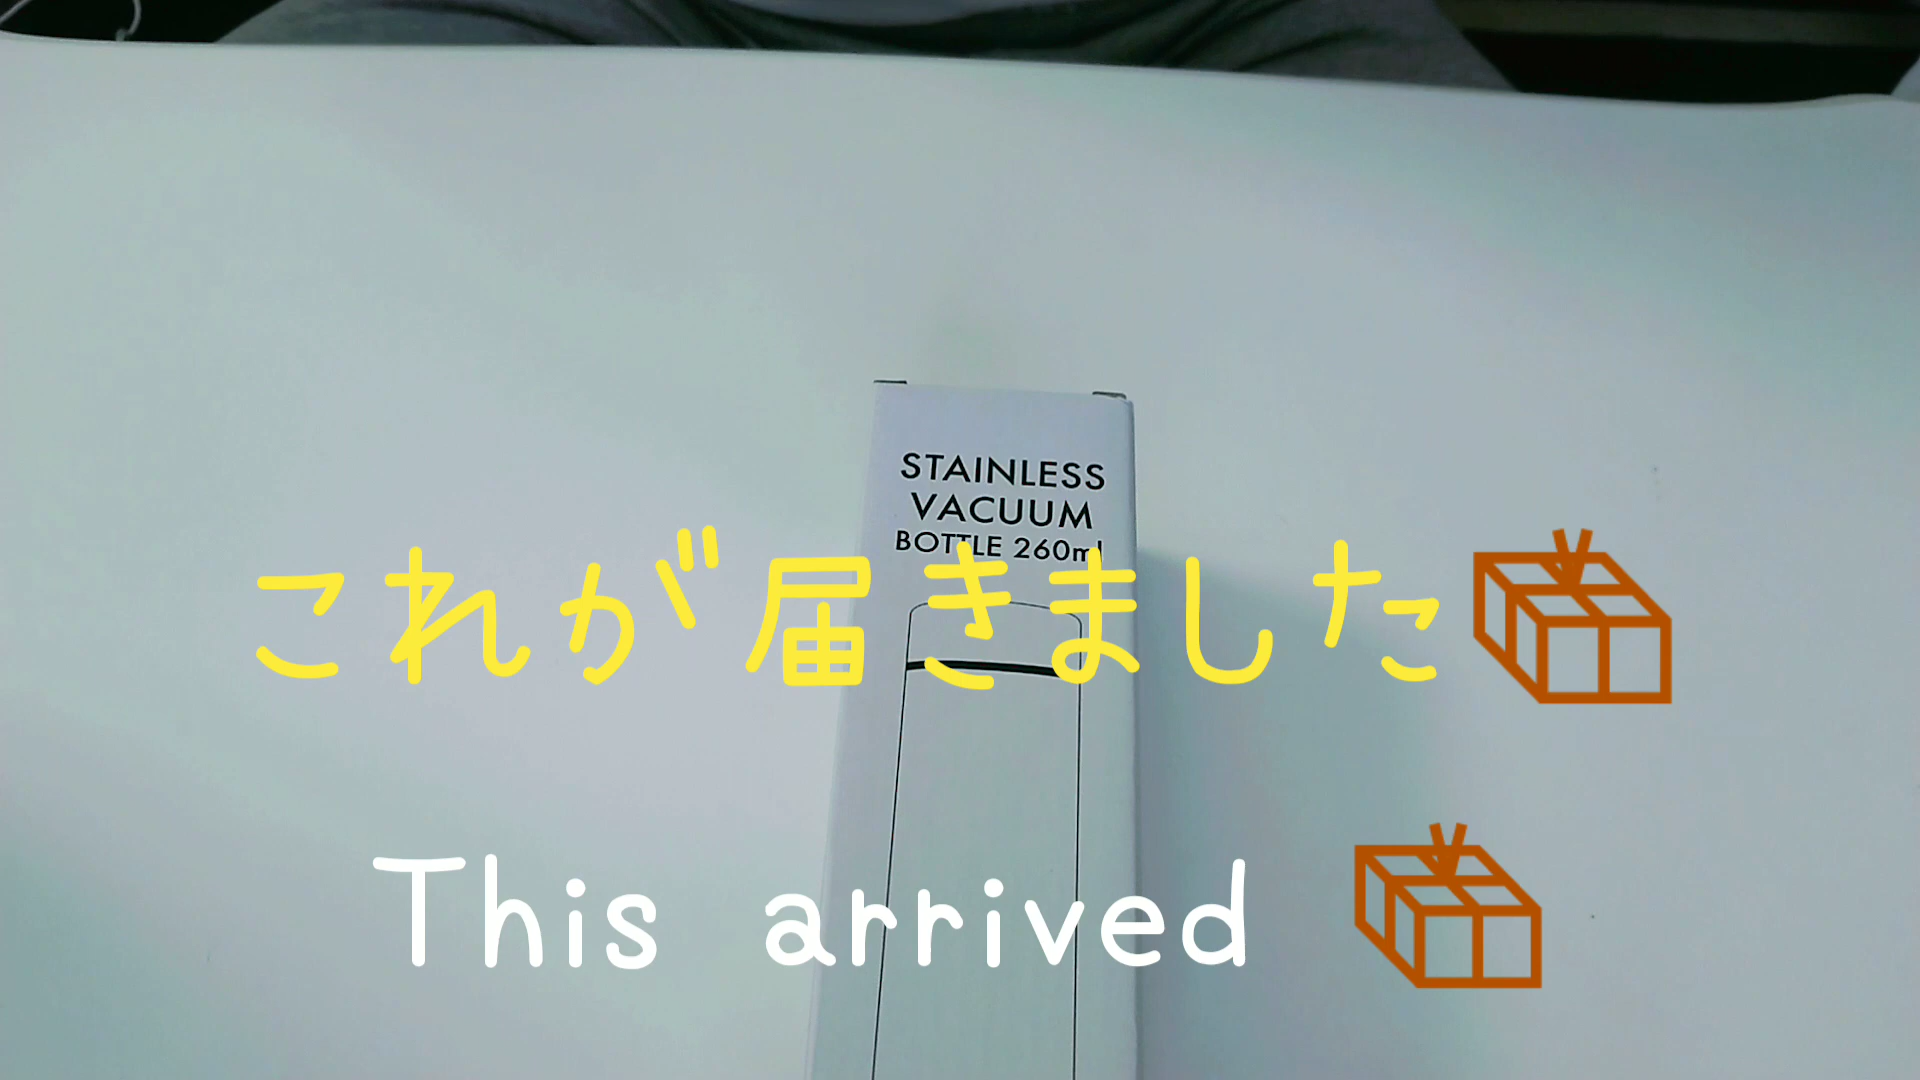 STAINLESS
VACUUM
BOTTLE 260ml
これが届きました
This arrived